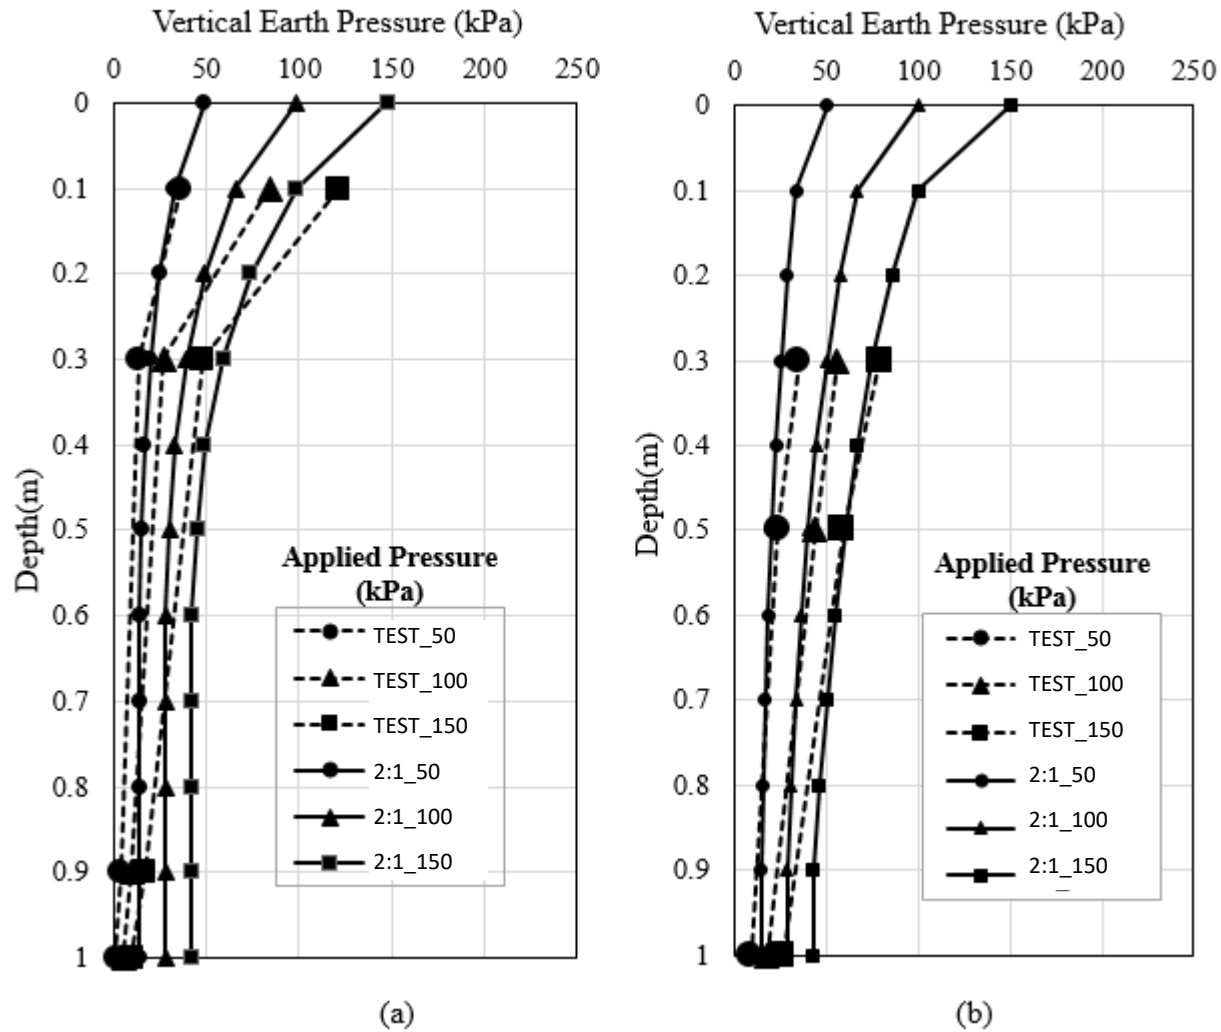 Vertical Earth Pressure (kPa)
0 50 100 150 200 250
0
0.1
0.2
0.3
0.4
0.5
0.6
0.7
0.8
0.9
1
Depth(m)
Applied Pressure
(kPa)
TEST_50
TEST_100
TEST_150
2:1_50
2:1_100
2:1_150
(a)
Vertical Earth Pressure (kPa)
0 50 100 150 200 250
0
0.1
0.2
0.3
0.4
0.5
0.6
0.7
0.8
0.9
1
Depth(m)
Applied Pressure
(kPa)
TEST_50
TEST_100
TEST_150
2:1_50
2:1_100
2:1_150
(b)